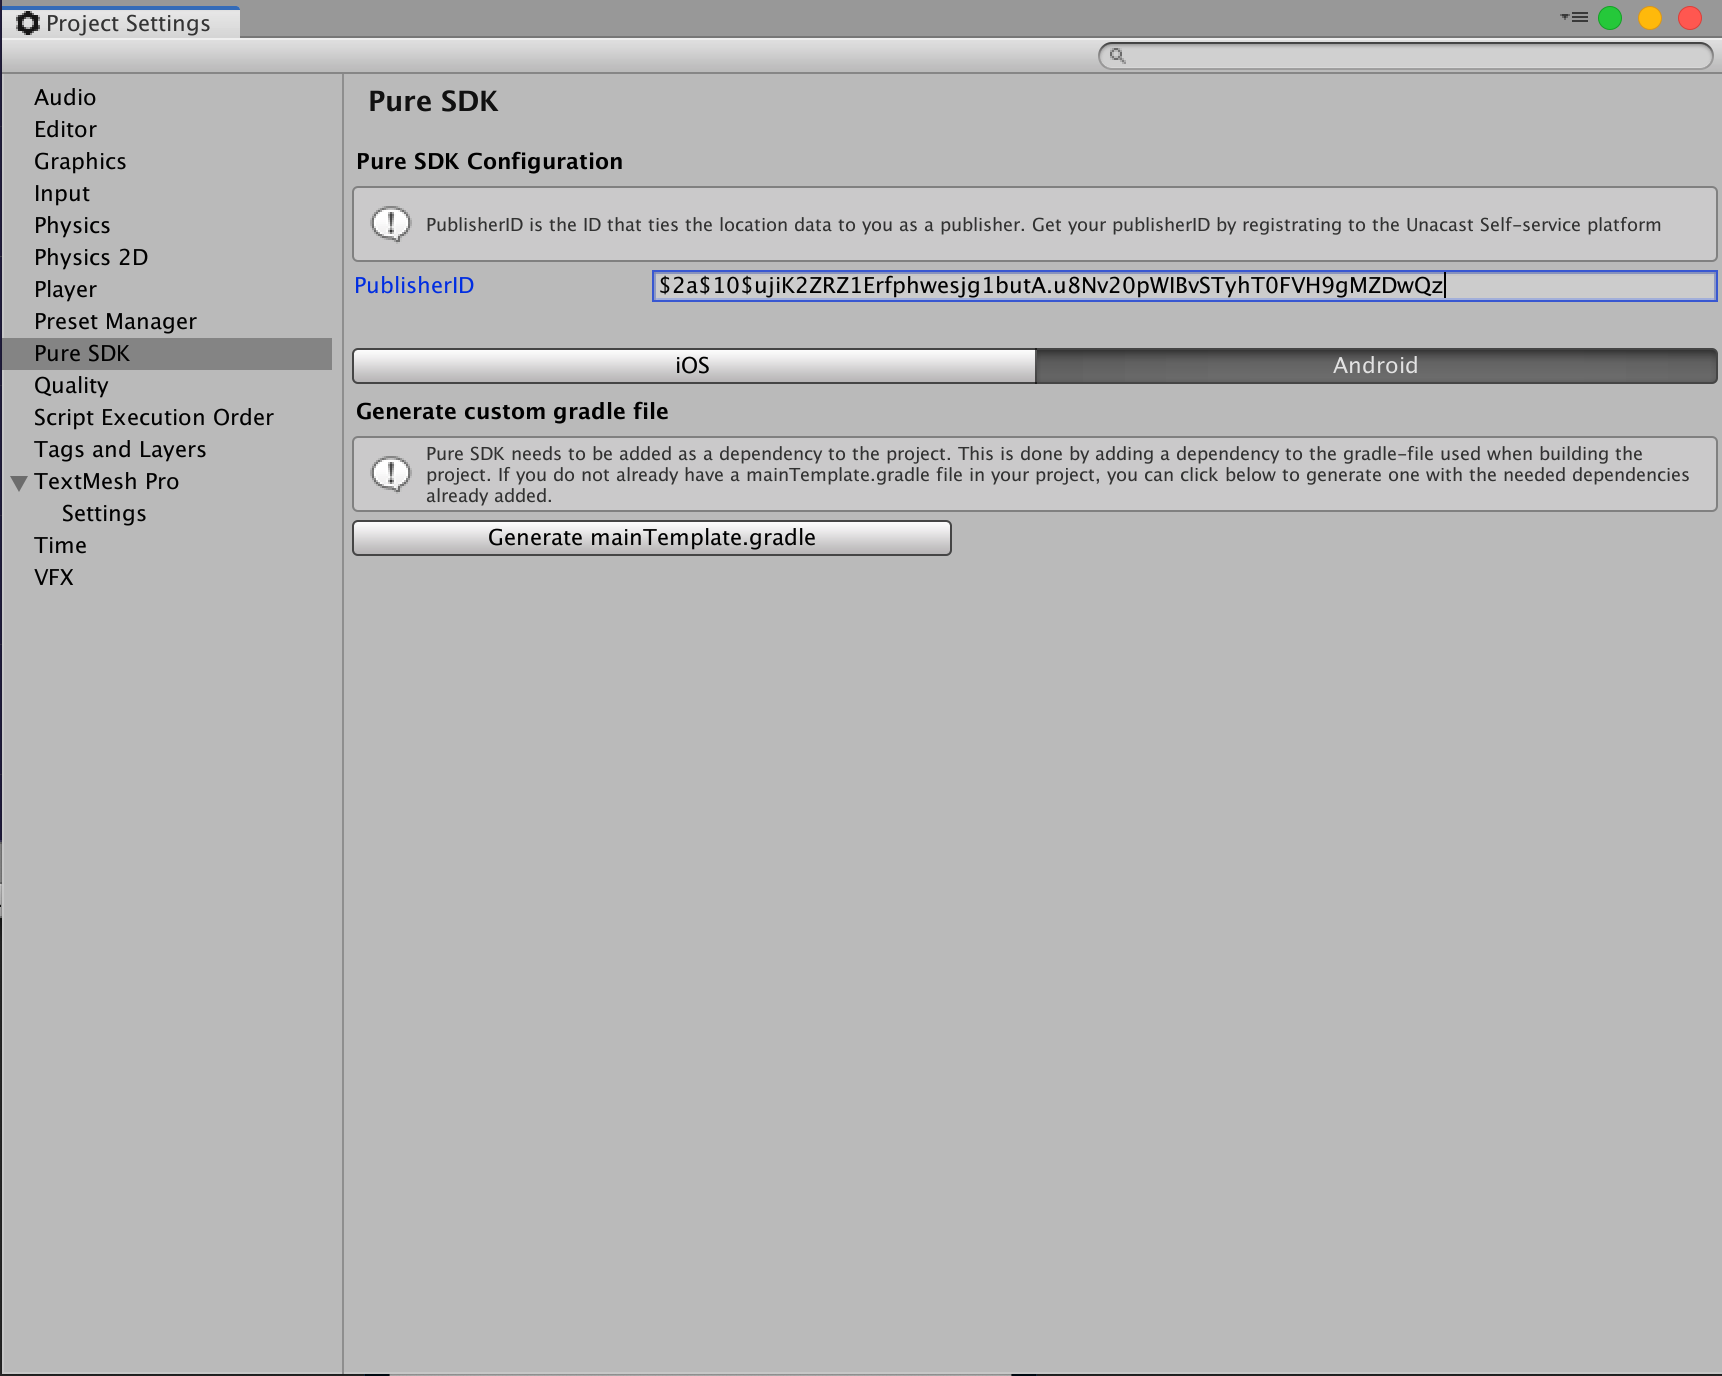 Project Settings
Audio
Editor
Graphics
Input
Physics
Physics 2D
Player
Preset Manager
Pure SDK
Quality
Script Execution Order
Tags and Layers
TextMesh Pro
Settings
Time
VFX
Pure SDK
Pure SDK Configuration
PublisherID is the ID that ties the location data to you as a publisher. Get your publisherID by registrating to the Unacast Self-service platform
PublisherID
$2a$10$ujiK2ZRZ1Erfphwesjg1butA.u8Nv20pWIBvSTyhT0FVH9gMZDwQz
iOS
Android
Generate custom gradle file
Pure SDK needs to be added as a dependency to the project. This is done by adding a dependency to the gradle-file used when building the
project. If you do not already have a mainTemplate.gradle file in your project, you can click below to generate one with the needed dependencies
already added.
Generate mainTemplate.gradle